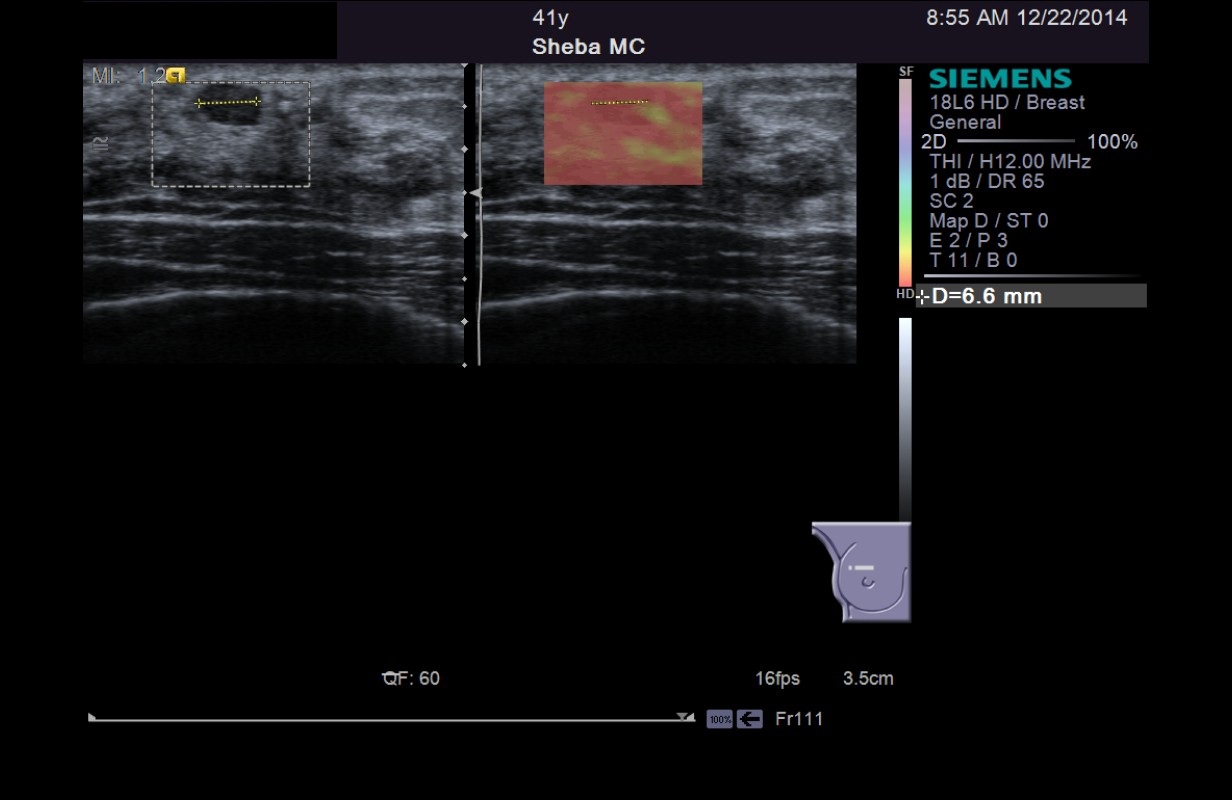 41y
8:55 AM 12/22/2014
Sheba MC
MI: 1.2
SF
SIEMENS
18L6 HD / Breast
General
2D 100%
THI / H12.00 MHz
1 dB / DR 65
SC 2
Map D / ST 0
E 2 / P 3
T 11 / B 0
HD
D=6.6 mm
QF: 60
16fps
3.5cm
100%
Fr111